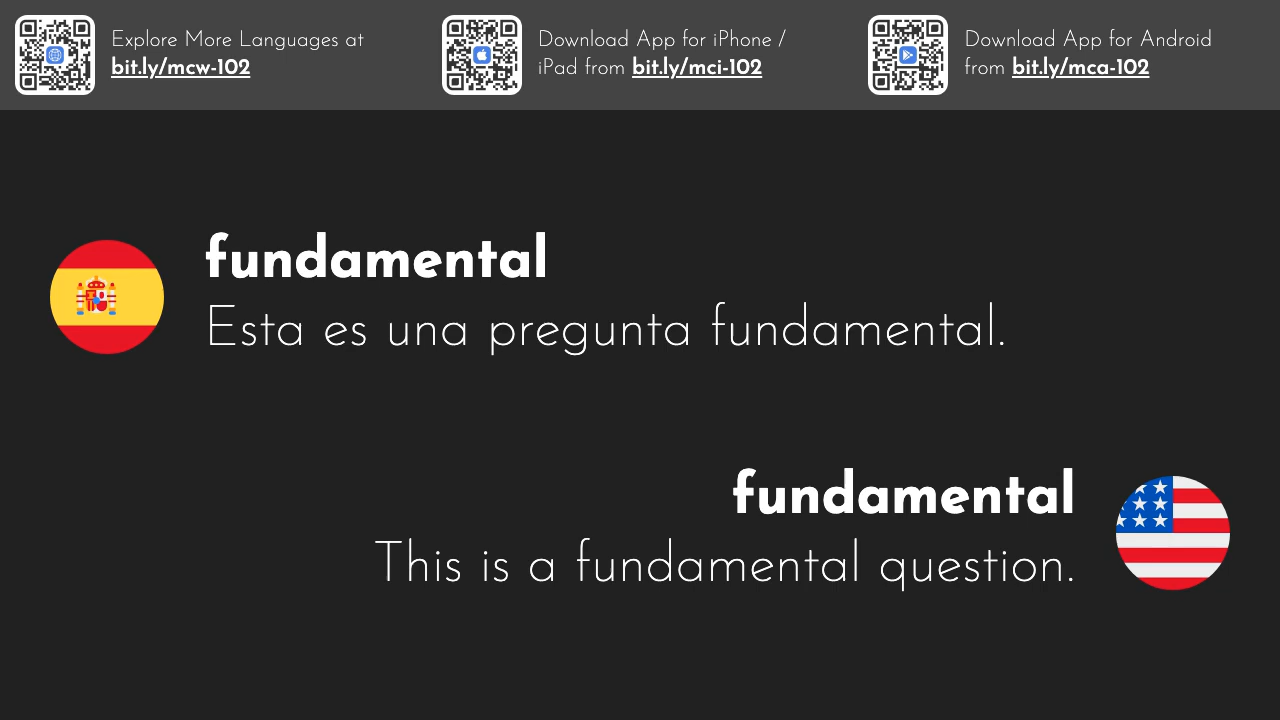 Explore More Languages at
bit.ly/mcw-102
Download App for iPhone /
iPad from bit.ly/mci-102
Download App for Android
from bit.ly/mca-102
fundamental
Esta es una pregunta fundamental.
fundamental
This is a fundamental question.